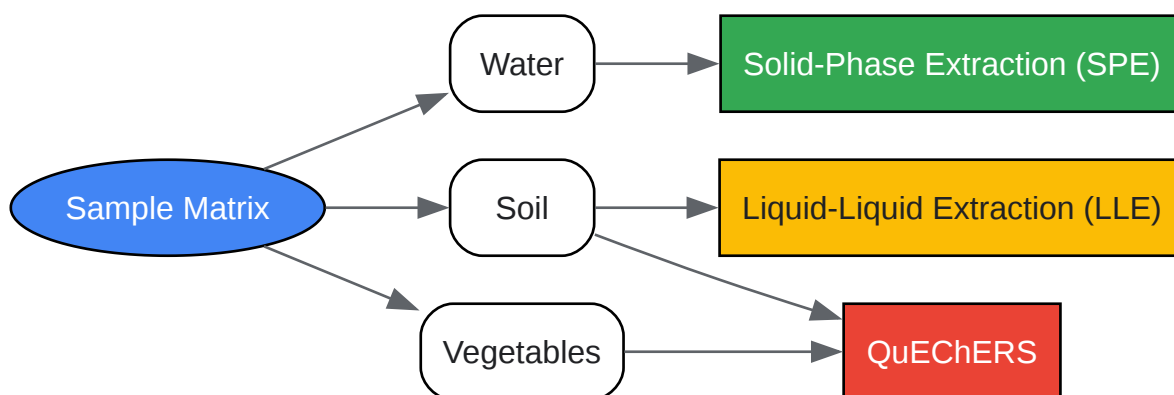 Water
Solid-Phase Extraction (SPE)
Sample Matrix
Soil
Liquid-Liquid Extraction (LLE)
Vegetables
QuEChERS